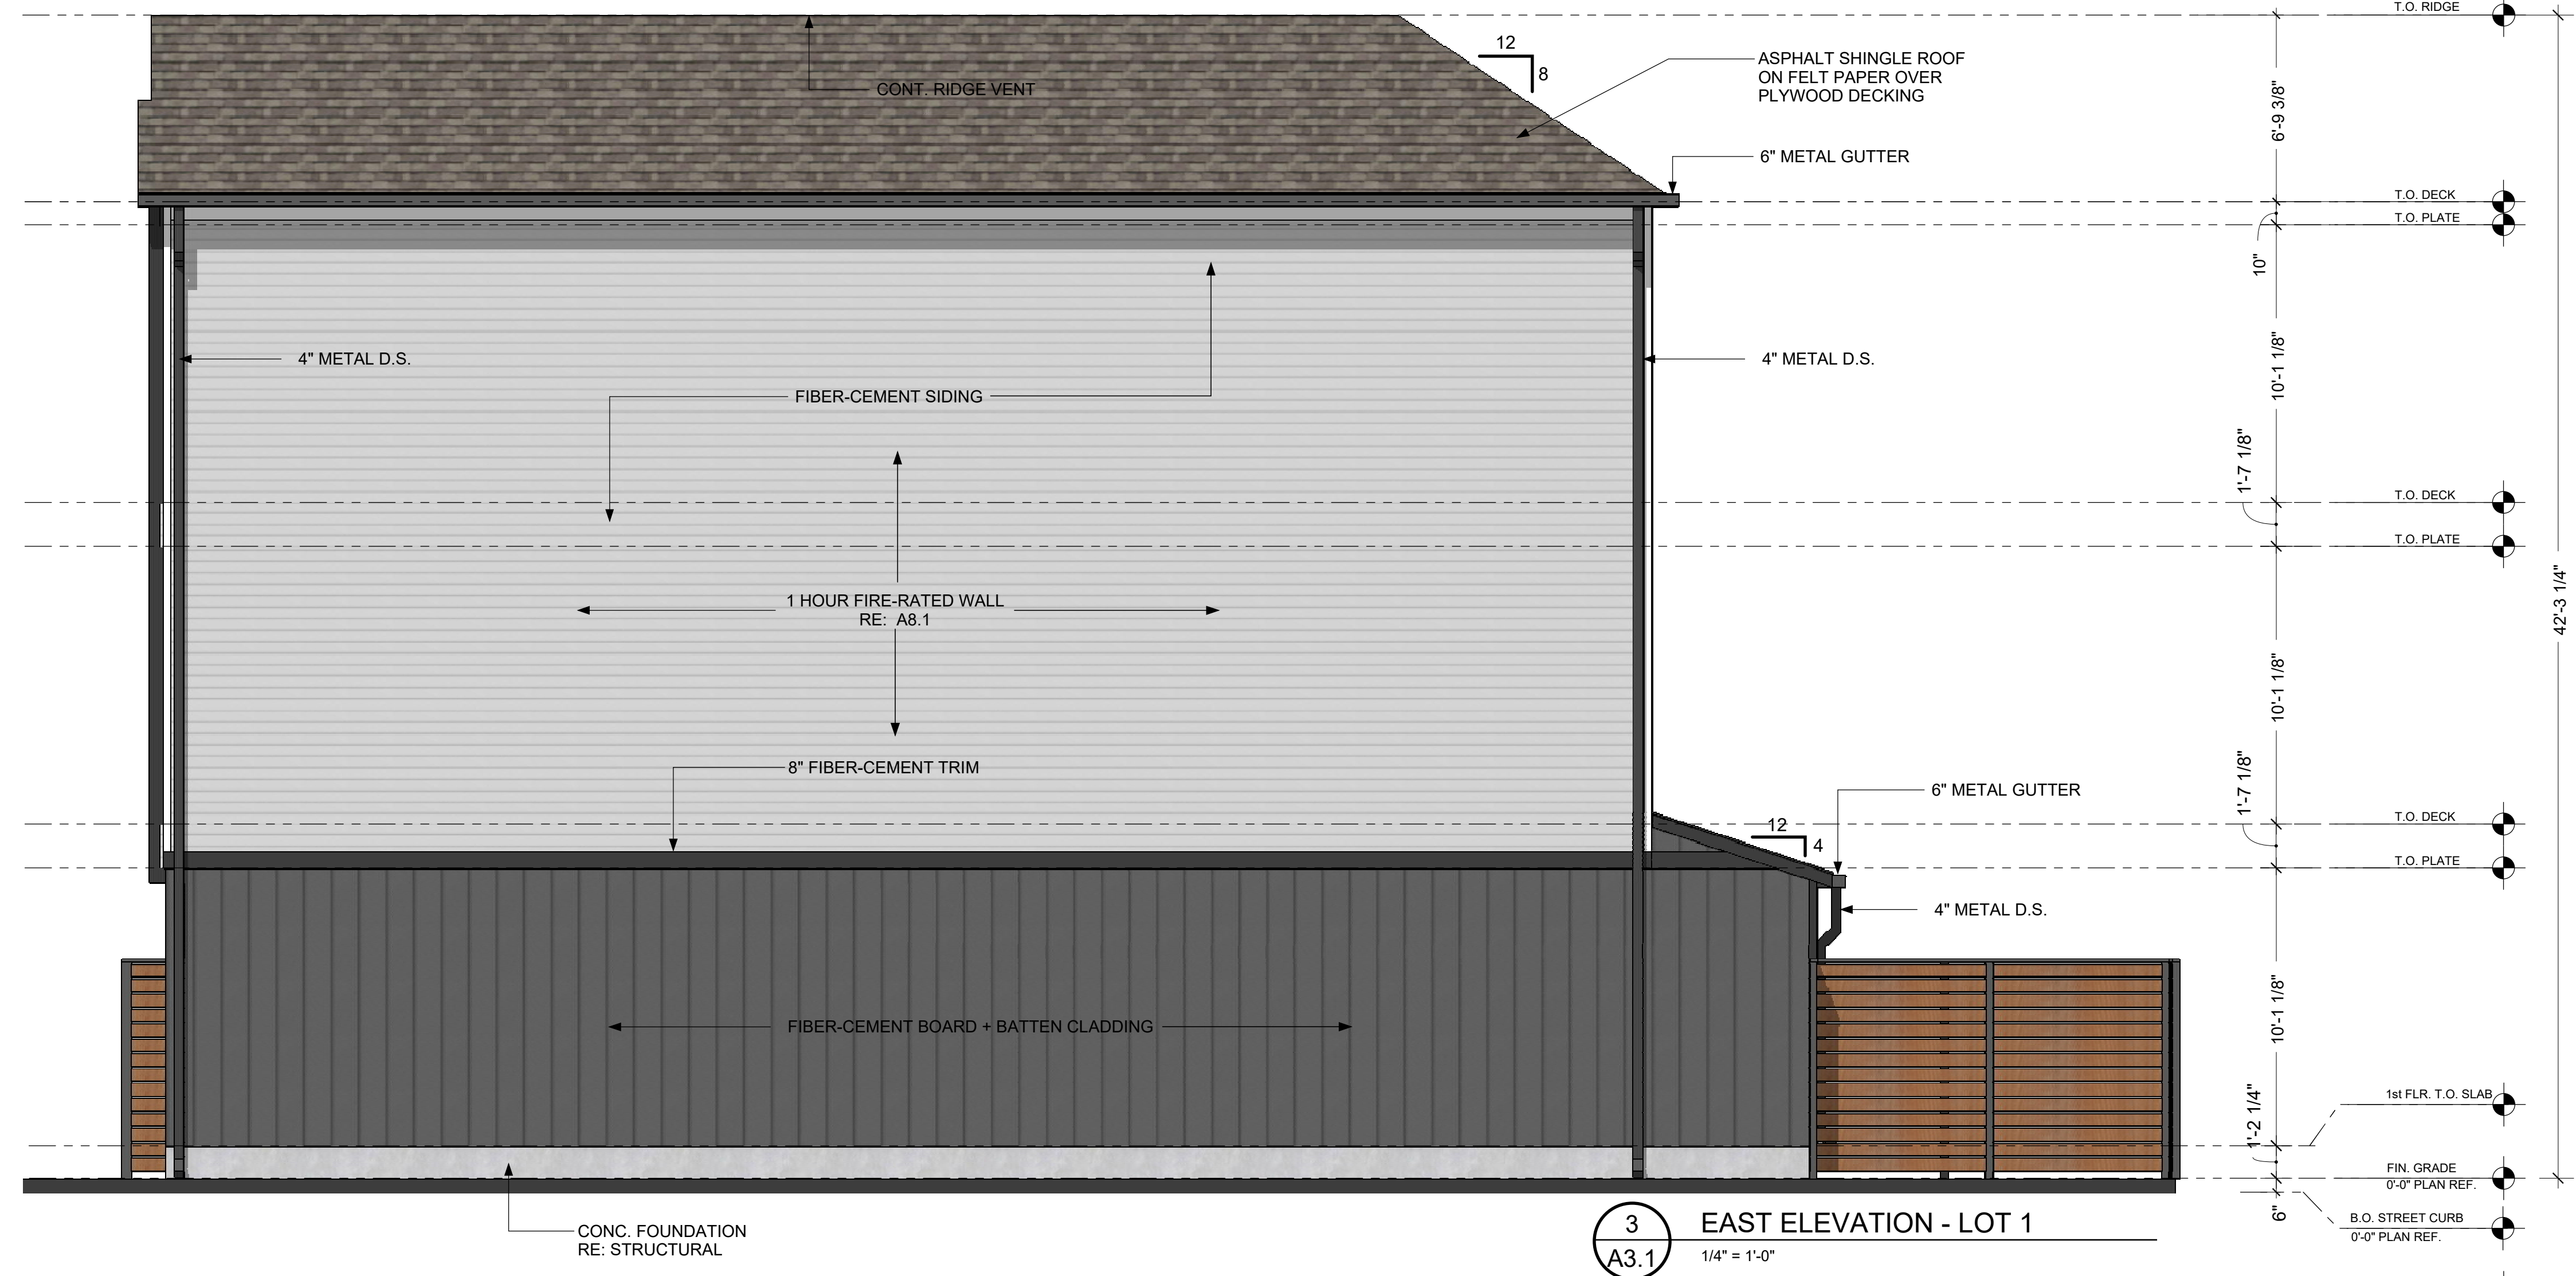 T.O. RIDGE
12
8
ASPHALT SHINGLE ROOF
ON FELT PAPER OVER
PLYWOOD DECKING
CONT. RIDGE VENT
6'-9 3/8"
6" METAL GUTTER
T.O. DECK
T.O. PLATE
10"
4" METAL D.S.
4" METAL D.S.
10'-1 1/8"
FIBER-CEMENT SIDING
1'-7 1/8"
T.O. DECK
T.O. PLATE
1 HOUR FIRE-RATED WALL
RE: A8.1
42'-3 1/4"
10'-1 1/8"
8" FIBER-CEMENT TRIM
6" METAL GUTTER
1'-7 1/8"
12
4
T.O. DECK
T.O. PLATE
4" METAL D.S.
10'-1 1/8"
FIBER-CEMENT BOARD + BATTEN CLADDING
1st FLR. T.O. SLAB
1'-2 1/4"
FIN. GRADE
0'-0" PLAN REF.
6"
B.O. STREET CURB
0'-0" PLAN REF.
CONC. FOUNDATION
RE: STRUCTURAL
3
A3.1
EAST ELEVATION - LOT 1
1/4" = 1'-0"